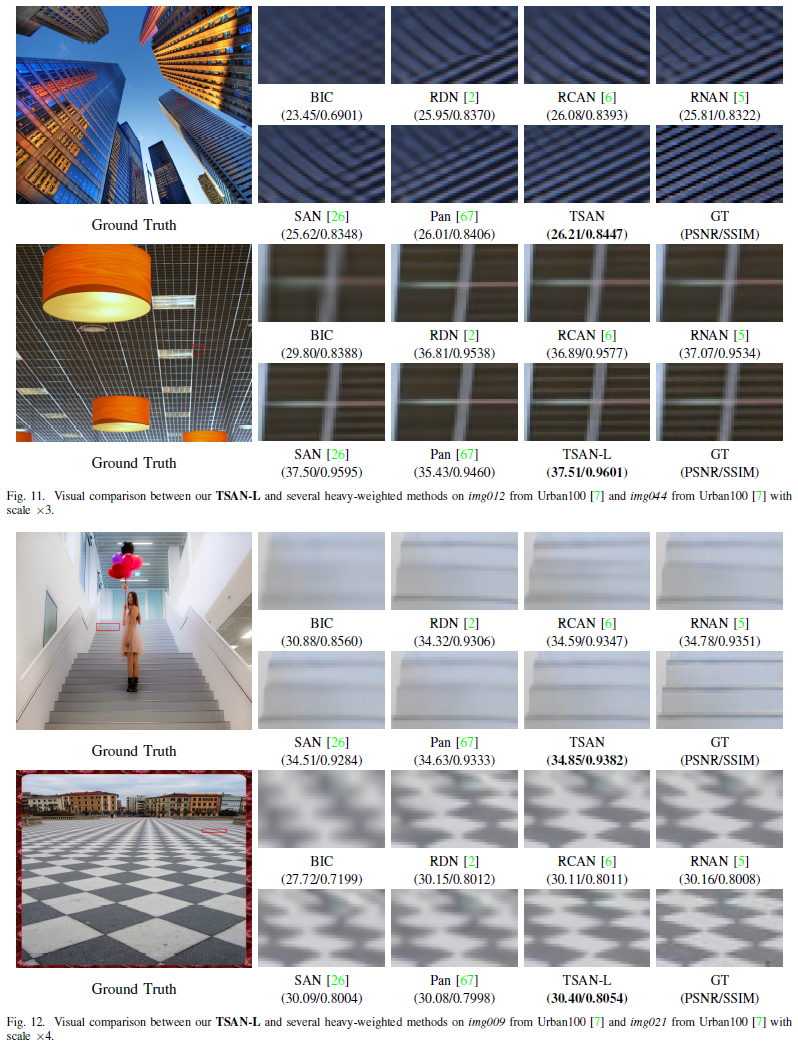 BIC
RDN [2]
RCAN [6]
RNAN [5]
(23.45/0.6901)
(25.95/0.8370)
(26.08/0.8393)
(25.81/0.8322)
Ground Truth
SAN [26]
Pan [67]
TSAN
GT
(25.62/0.8348)
(26.01/0.8406)
(26.21/0.8447)
(PSNR/SSIM)
BIC
RDN [2]
RCAN [6]
RNAN [5]
(29.80/0.8388)
(36.81/0.9538)
(36.89/0.9577)
(37.07/0.9534)
Ground Truth
SAN [26]
Pan [67]
TSAN-L
GT
(37.50/0.9595)
(35.43/0.9460)
(37.51/0.9601)
(PSNR/SSIM)
Fig. 11. Visual comparison between our TSAN-L and several heavy-weighted methods on img012 from Urban100 [7] and img044 from Urban100 [7] with
scale ×3.
BIC
RDN [2]
RCAN [6]
RNAN [5]
(30.88/0.8560)
(34.32/0.9306)
(34.59/0.9347)
(34.78/0.9351)
Ground Truth
SAN [26]
Pan [67]
TSAN
GT
(34.51/0.9284)
(34.63/0.9333)
(34.85/0.9382)
(PSNR/SSIM)
BIC
RDN [2]
RCAN [6]
RNAN [5]
(27.72/0.7199)
(30.15/0.8012)
(30.11/0.8011)
(30.16/0.8008)
Ground Truth
SAN [26]
Pan [67]
TSAN-L
GT
(30.09/0.8004)
(30.08/0.7998)
(30.40/0.8054)
(PSNR/SSIM)
Fig. 12. Visual comparison between our TSAN-L and several heavy-weighted methods on img009 from Urban100 [7] and img021 from Urban100 [7] with
scale ×4.